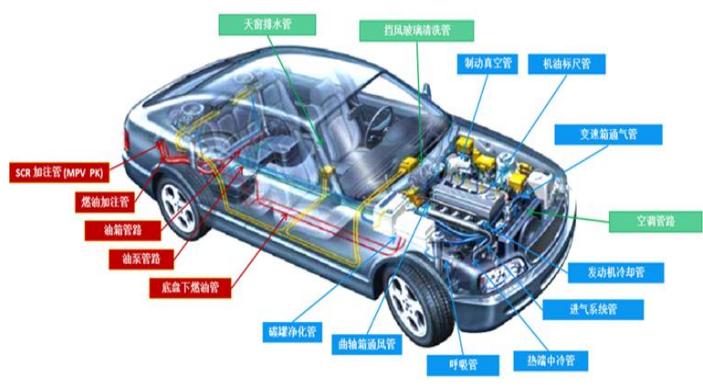 天窗排水管
挡风玻璃清洗管
制动真空管
机油标尺管
变速箱通气管
SCR 加注管 (MPV PK)
燃油加注管
油箱管路
空调管路
油泵管路
发动机冷却管
底盘下燃油管
进气系统管
碳罐净化管
曲轴箱通风管
呼吸管
热端中冷管